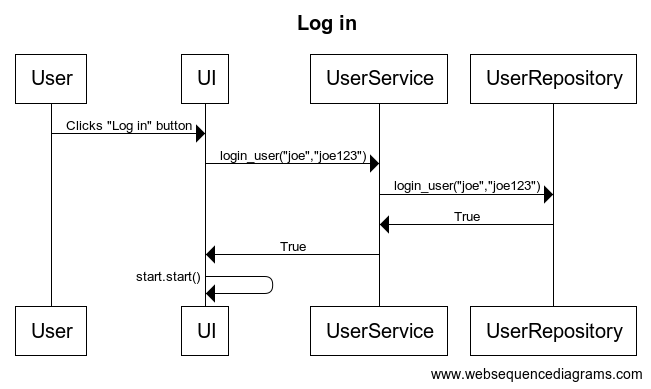 Log in
User
UI
UserService
UserRepository
Clicks "Log in" button
login_user("joe","joe123")
login_user("joe","joe123")
True
True
start.start()
User
UI
UserService
UserRepository
www.websequencediagrams.com